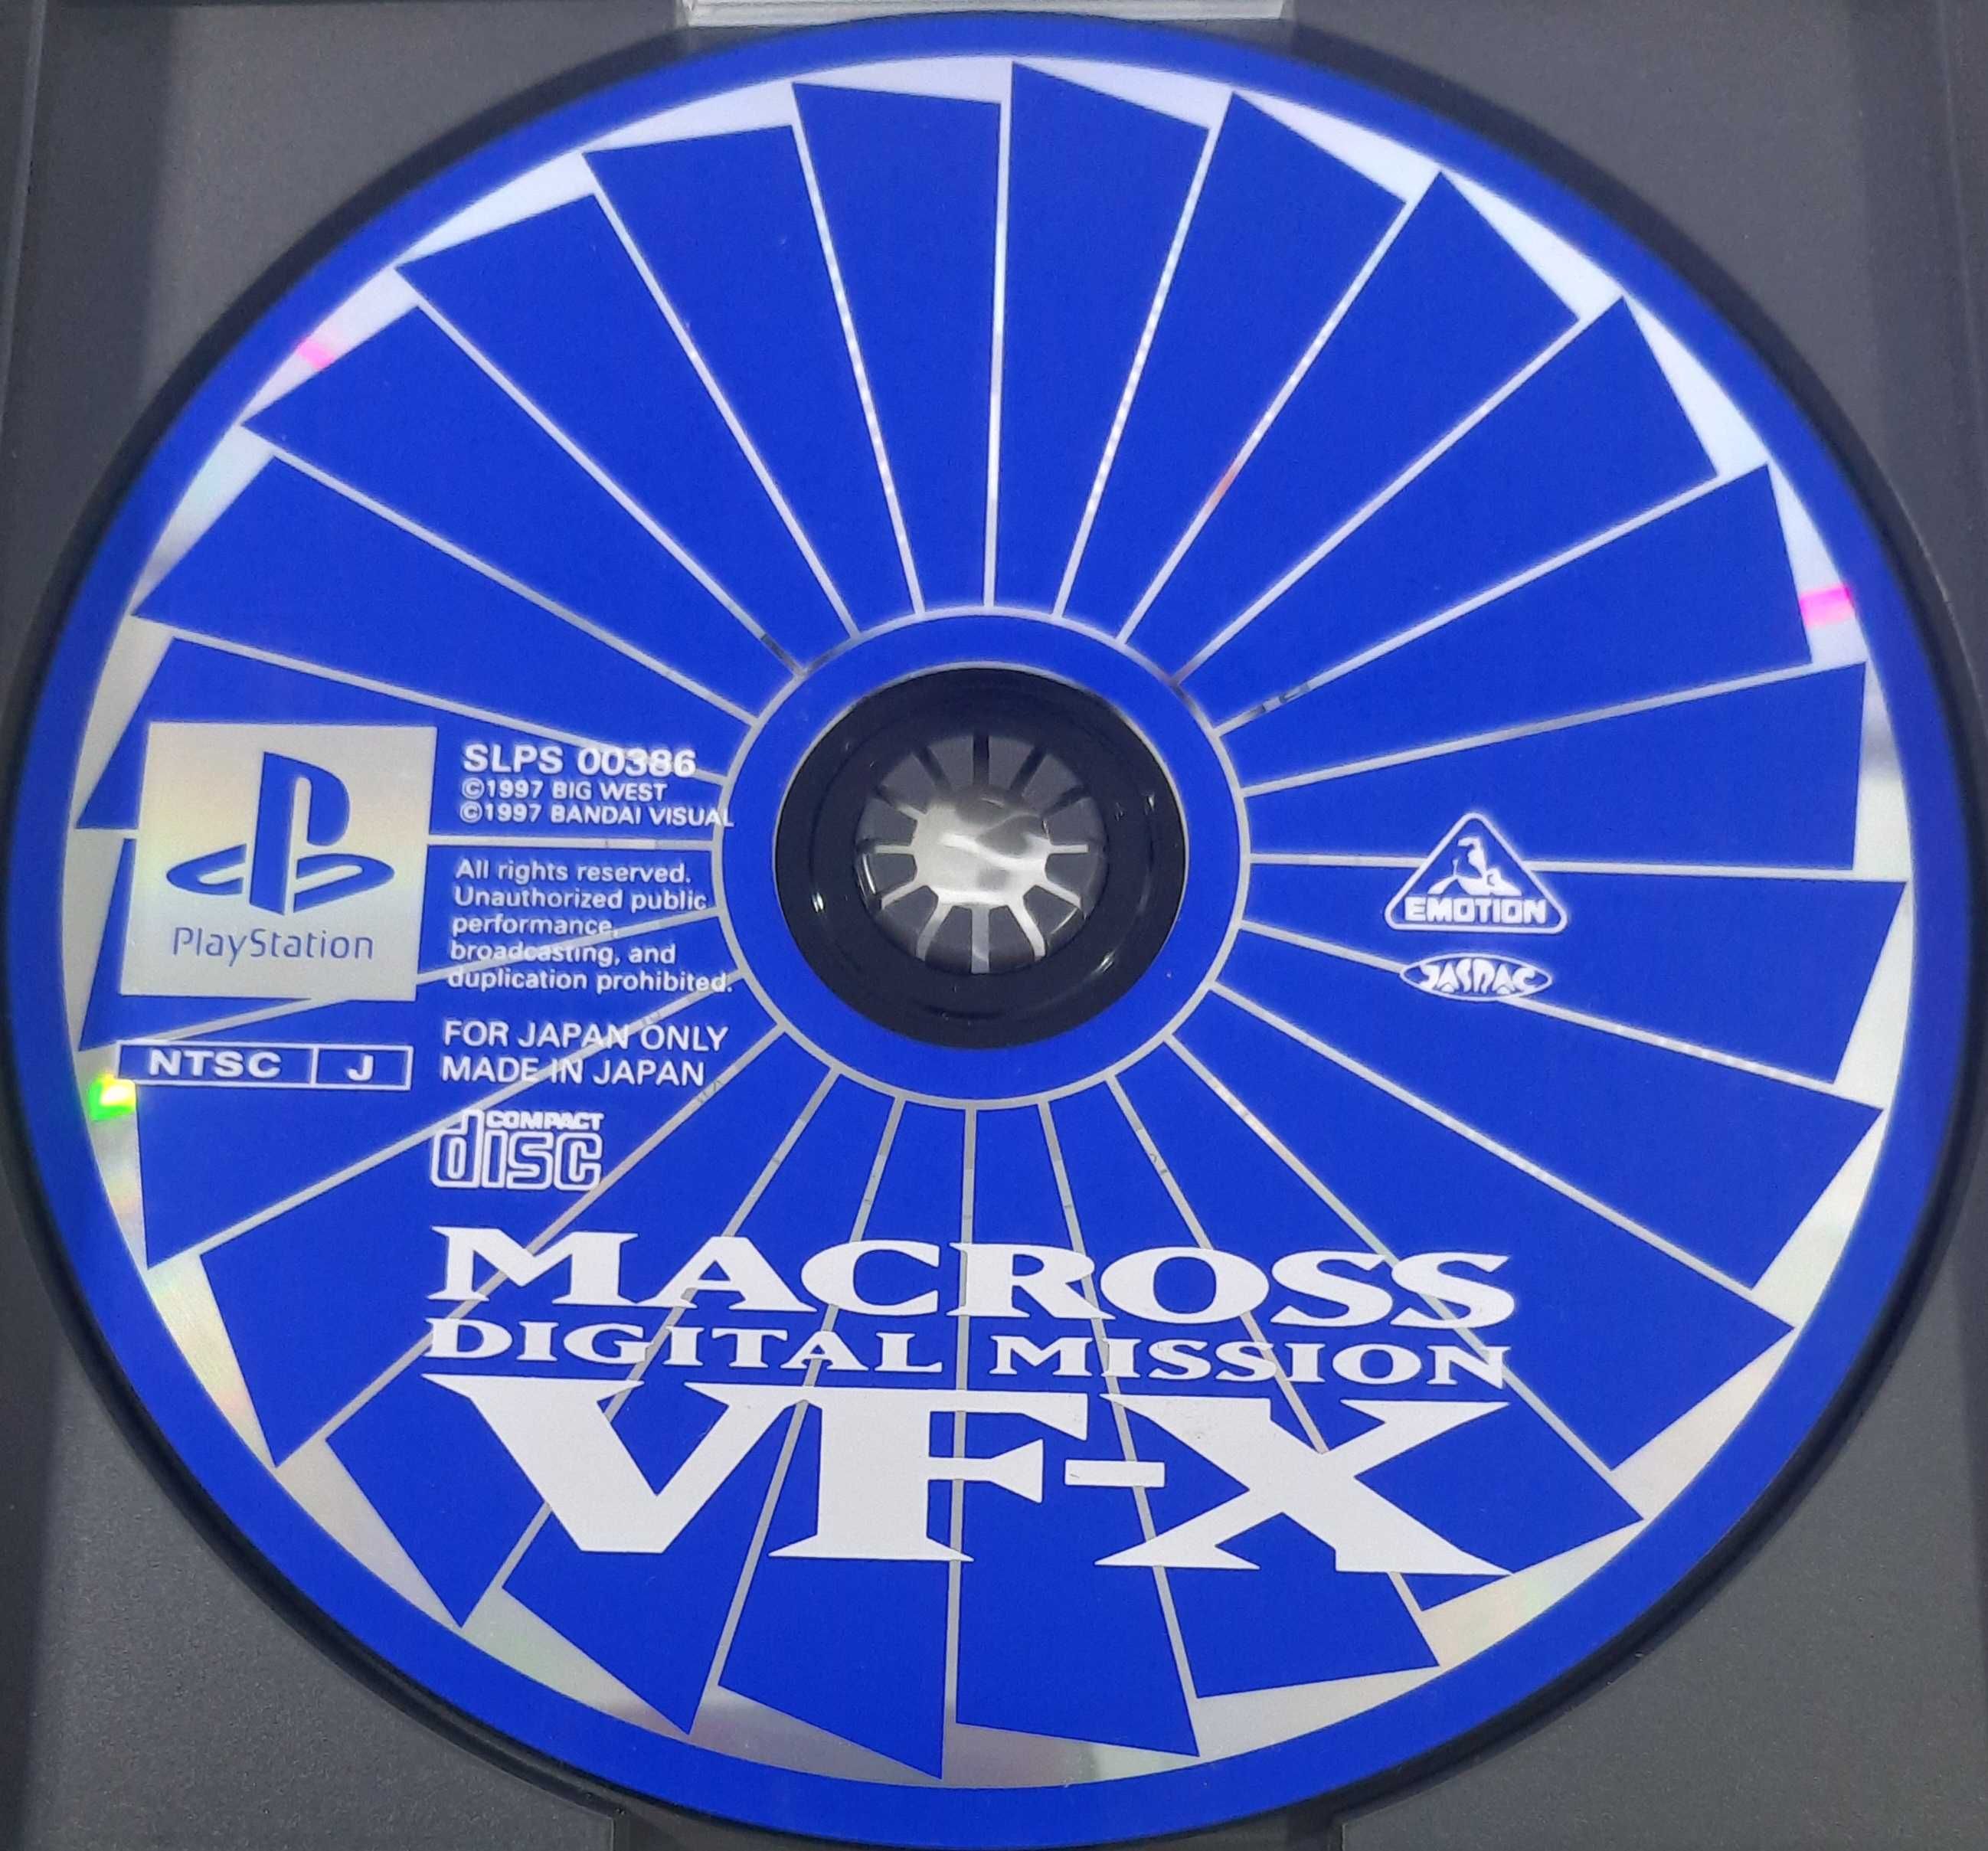 SLPS 00386
©1997 BIG WEST
©1997 BANDAI VISUAL
All rights reserved.
Unauthorized public
performance,
broadcasting, and
duplication prohibited.
PlayStation
FOR JAPAN ONLY
MADE IN JAPAN
NTSC J
COMPACT
disc
EMOTION
JASRAC
MACROSS
DIGITAL MISSION
VF-X